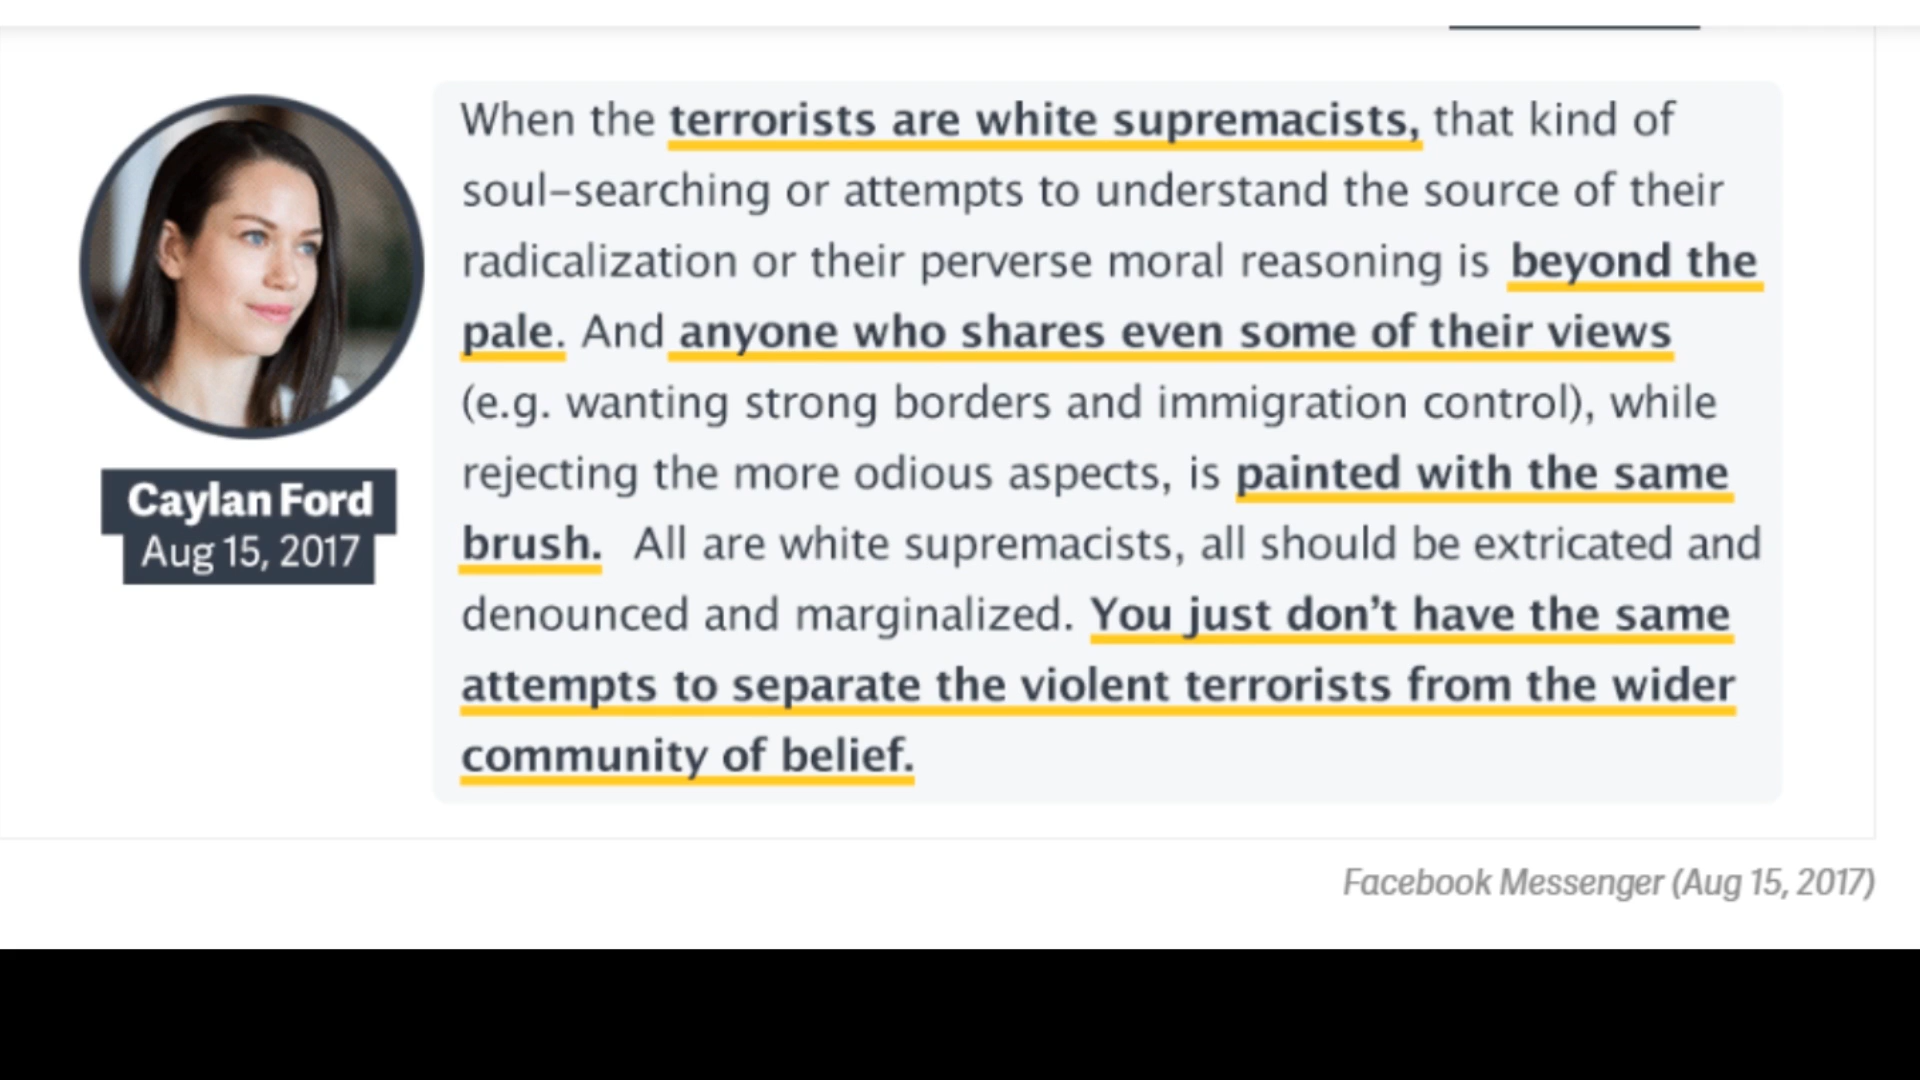 When the terrorists are white supremacists, that kind of
soul–searching or attempts to understand the source of their
radicalization or their perverse moral reasoning is beyond the
pale. And anyone who shares even some of their views
(e.g. wanting strong borders and immigration control), while
rejecting the more odious aspects, is painted with the same
brush. All are white supremacists, all should be extricated and
denounced and marginalized. You just don’t have the same
attempts to separate the violent terrorists from the wider
community of belief.
Caylan Ford
Aug 15, 2017
Facebook Messenger (Aug 15, 2017)